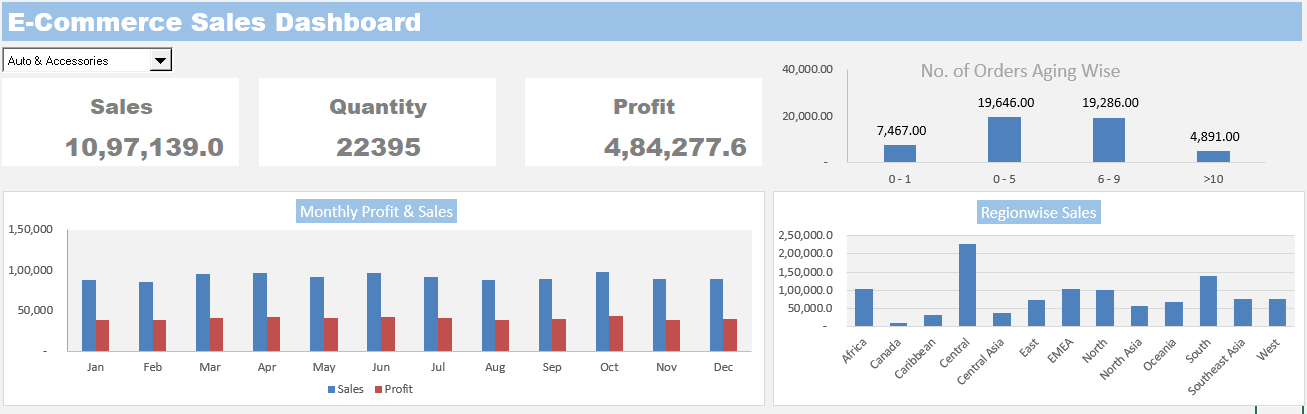 E-Commerce Sales Dashboard
Auto & Accessories
Sales
10,97,139.0
Quantity
22395
Profit
4,84,277.6
No. of Orders Aging Wise
40,000.00
20,000.00
-
7,467.00
19,646.00
19,286.00
4,891.00
0 - 1
0 - 5
6 - 9
>10
Monthly Profit & Sales
1,50,000
1,00,000
50,000
-
Jan Feb Mar Apr May Jun Jul Aug Sep Oct Nov Dec
Sales Profit
Regionwise Sales
2,50,000.0
2,00,000.0
1,50,000.0
1,00,000.0
50,000.0
-
Africa
Canada
Caribbean
Central
Central Asia
East
EMEA
North
North Asia
Oceania
South
Southeast Asia
West